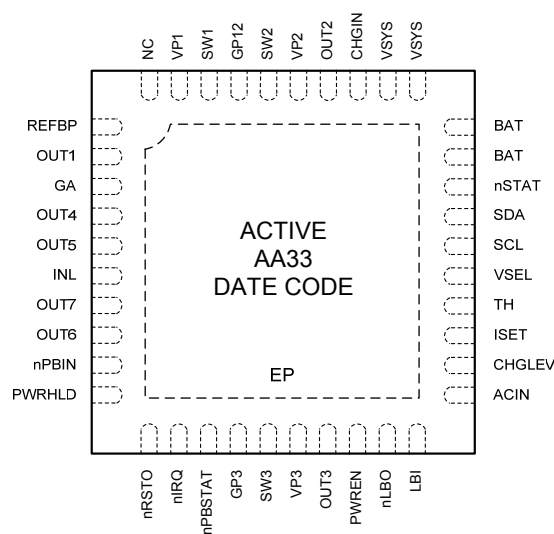 NC
VP1
SW1
GP12
SW2
VP2
OUT2
CHGIN
VSYS
VSYS
REFBP
OUT1
GA
OUT4
OUT5
INL
OUT7
OUT6
nPBIN
PWRHLD
ACTIVE
AA33
DATE CODE
EP
BAT
BAT
nSTAT
SDA
SCL
VSEL
TH
ISET
CHGLEV
ACIN
nRSTO
nIRQ
nPBSTAT
GP3
SW3
VP3
OUT3
PWREN
nLBO
LBI